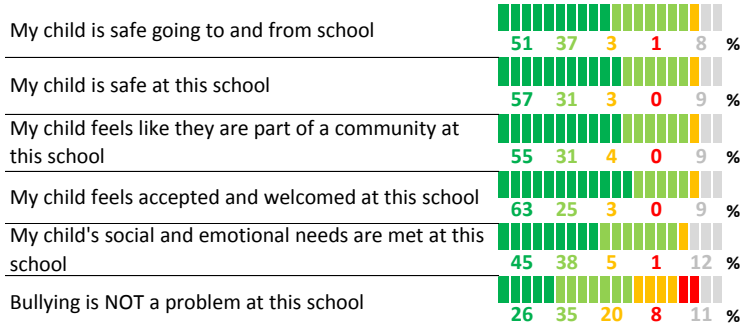 My child is safe going to and from school
51 37 3 1 8 %
My child is safe at this school
57 31 3 0 9 %
My child feels like they are part of a community at
this school
55 31 4 0 9 %
My child feels accepted and welcomed at this school
63 25 3 0 9 %
My child's social and emotional needs are met at this
school
45 38 5 1 12 %
Bullying is NOT a problem at this school
26 35 20 8 11 %